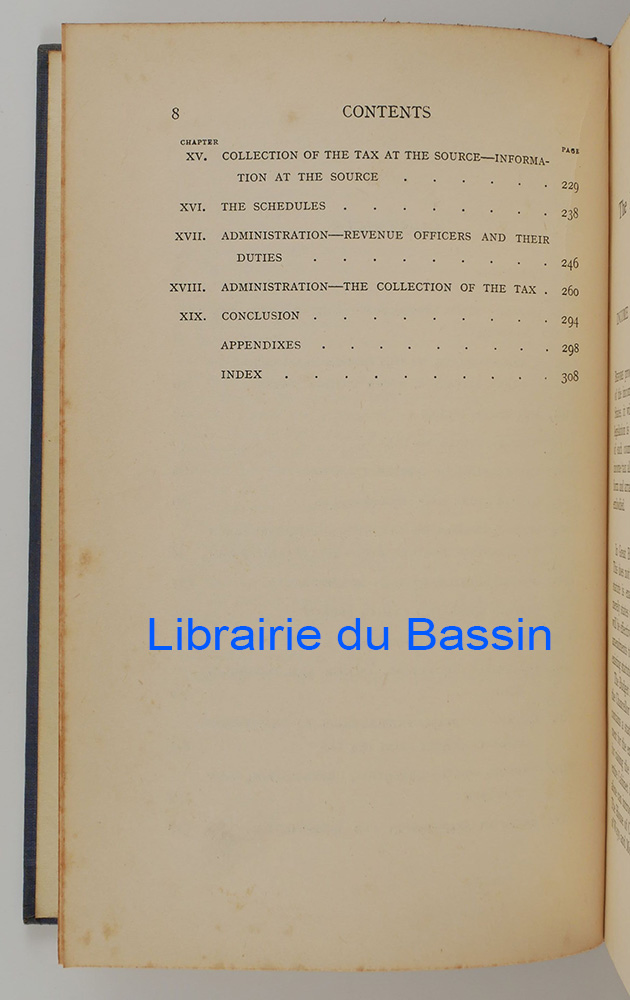 8 CONTENTS
CHAPTER PAGE
XV. COLLECTION OF THE TAX AT THE SOURCE—INFORMA-
TION AT THE SOURCE . . . . . . 229
XVI. THE SCHEDULES . . . . . . . . 238
XVII. ADMINISTRATION—REVENUE OFFICERS AND THEIR
DUTIES . . . . . . . . 246
XVIII. ADMINISTRATION—THE COLLECTION OF THE TAX . 260
XIX. CONCLUSION . . . . . . . . . 294
APPENDIXES . . . . . . . . . 298
INDEX . . . . . . . . . . 308
Librairie du Bassin
The
INCOME